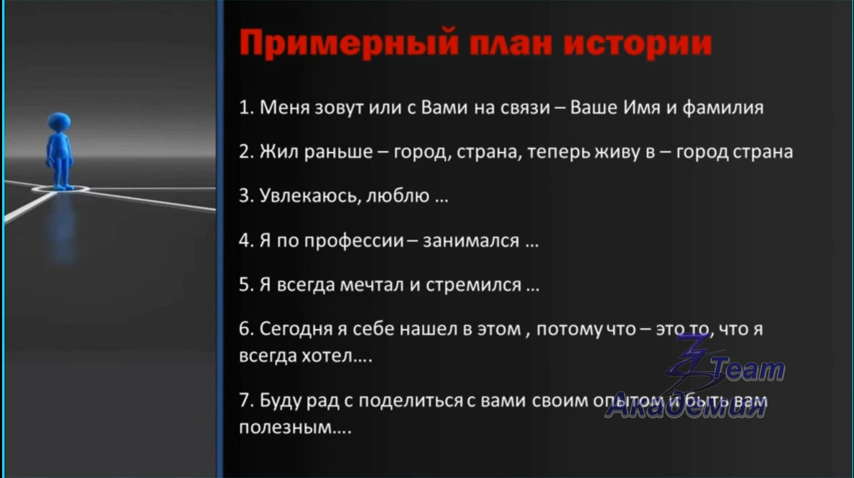 Примерный план истории
1. Меня зовут или с Вами на связи – Ваше Имя и фамилия
2. Жил раньше – город, страна, теперь живу в – город страна
3. Увлекаюсь, люблю ...
4. Я по профессии – занимался ...
5. Я всегда мечтал и стремился ...
6. Сегодня я себе нашел в этом , потому что – это то, что я
всегда хотел....
Team
7. Буду рад с поделиться с вами своим опытом и быть вам
Академия
полезным....